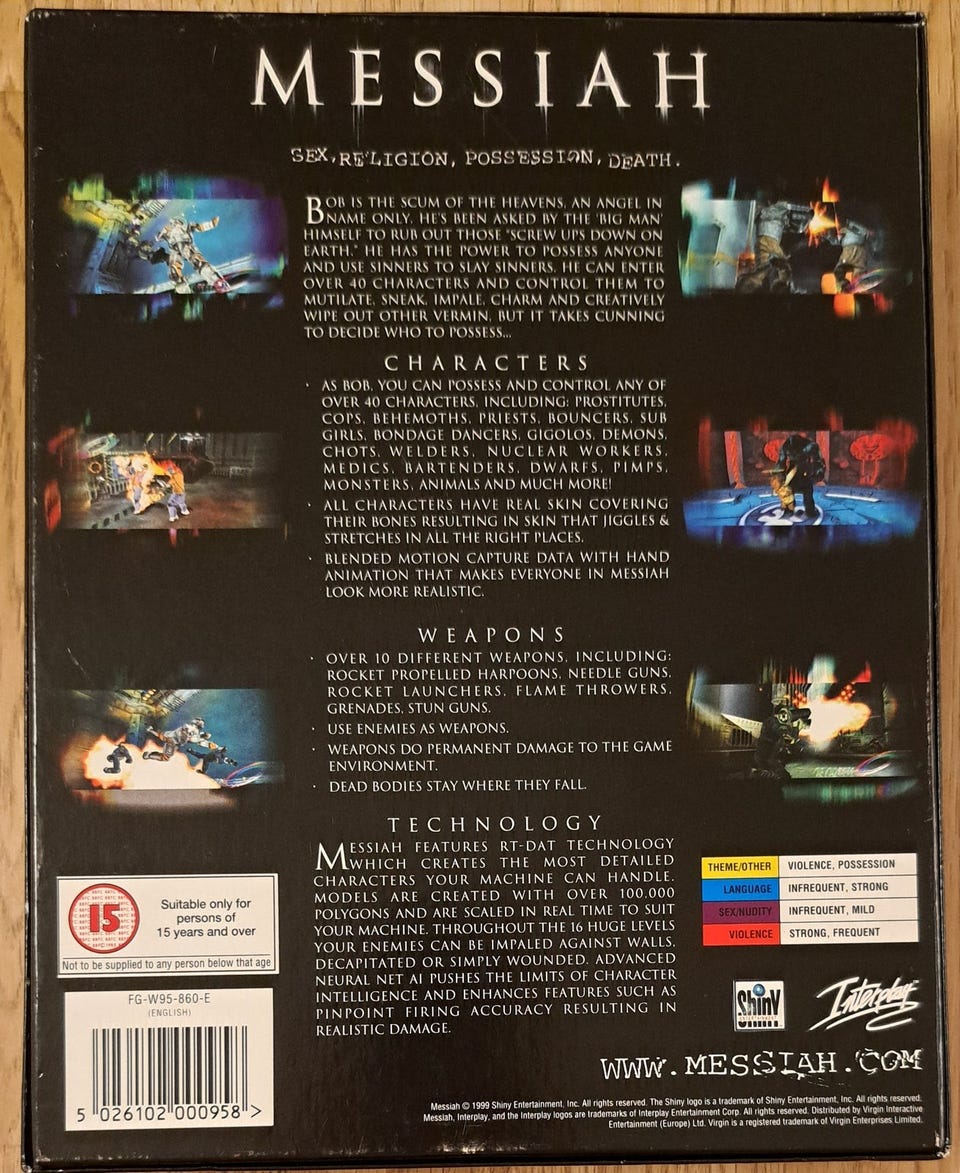 MESSIAH
SEX, RELIGION, POSSESSION, DEATH.
BOB IS THE SCUM OF THE HEAVENS, AN ANGEL IN
NAME ONLY. HE'S BEEN ASKED BY THE 'BIG MAN'
HIMSELF TO RUB OUT THOSE "SCREW UPS DOWN ON
EARTH." HE HAS THE POWER TO POSSESS ANYONE
AND USE SINNERS TO SLAY SINNERS. HE CAN ENTER
OVER 40 CHARACTERS AND CONTROL THEM TO
MUTILATE, SNEAK, IMPALE, CHARM AND CREATIVELY
WIPE OUT OTHER VERMIN, BUT IT TAKES CUNNING
TO DECIDE WHO TO POSSESS...
CHARACTERS
· AS BOB, YOU CAN POSSESS AND CONTROL ANY OF
OVER 40 CHARACTERS, INCLUDING: PROSTITUTES,
COPS, BEHEMOTHS, PRIESTS, BOUNCERS, SUB
GIRLS, BONDAGE DANCERS, GIGOLOS, DEMONS,
CHOTS, WELDERS, NUCLEAR WORKERS,
MEDICS, BARTENDERS, DWARFS, PIMPS,
MONSTERS, ANIMALS AND MUCH MORE!
· ALL CHARACTERS HAVE REAL SKIN COVERING
THEIR BONES RESULTING IN SKIN THAT JIGGLES &
STRETCHES IN ALL THE RIGHT PLACES.
· BLENDED MOTION CAPTURE DATA WITH HAND
ANIMATION THAT MAKES EVERYONE IN MESSIAH
LOOK MORE REALISTIC.
WEAPONS
· OVER 10 DIFFERENT WEAPONS, INCLUDING:
ROCKET PROPELLED HARPOONS, NEEDLE GUNS,
ROCKET LAUNCHERS, FLAME THROWERS,
GRENADES, STUN GUNS.
· USE ENEMIES AS WEAPONS.
· WEAPONS DO PERMANENT DAMAGE TO THE GAME
ENVIRONMENT.
· DEAD BODIES STAY WHERE THEY FALL.
TECHNOLOGY
MESSIAH FEATURES RT-DAT TECHNOLOGY
WHICH CREATES THE MOST DETAILED
CHARACTERS YOUR MACHINE CAN HANDLE.
MODELS ARE CREATED WITH OVER 100,000
POLYGONS AND ARE SCALED IN REAL TIME TO SUIT
YOUR MACHINE. THROUGHOUT THE 16 HUGE LEVELS
YOUR ENEMIES CAN BE IMPALED AGAINST WALLS,
DECAPITATED OR SIMPLY WOUNDED. ADVANCED
NEURAL NET AI PUSHES THE LIMITS OF CHARACTER
INTELLIGENCE AND ENHANCES FEATURES SUCH AS
PINPOINT FIRING ACCURACY RESULTING IN
REALISTIC DAMAGE.
15
Suitable only for
persons of
15 years and over
Not to be supplied to any person below that age
FG-W95-860-E
(ENGLISH)
5 026102 000958 >
THEME/OTHER VIOLENCE, POSSESSION
LANGUAGE INFREQUENT, STRONG
SEX/NUDITY INFREQUENT, MILD
VIOLENCE STRONG, FREQUENT
Shiny
ENTERTAINMENT
Interplay
WWW.MESSIAH.COM
Messiah © 1999 Shiny Entertainment, Inc. All rights reserved. The Shiny logo is a trademark of Shiny Entertainment, Inc. All rights reserved.
Messiah, Interplay, and the Interplay logos are trademarks of Interplay Entertainment Corp. All rights reserved. Distributed by Virgin Interactive
Entertainment (Europe) Ltd. Virgin is a registered trademark of Virgin Enterprises Limited.